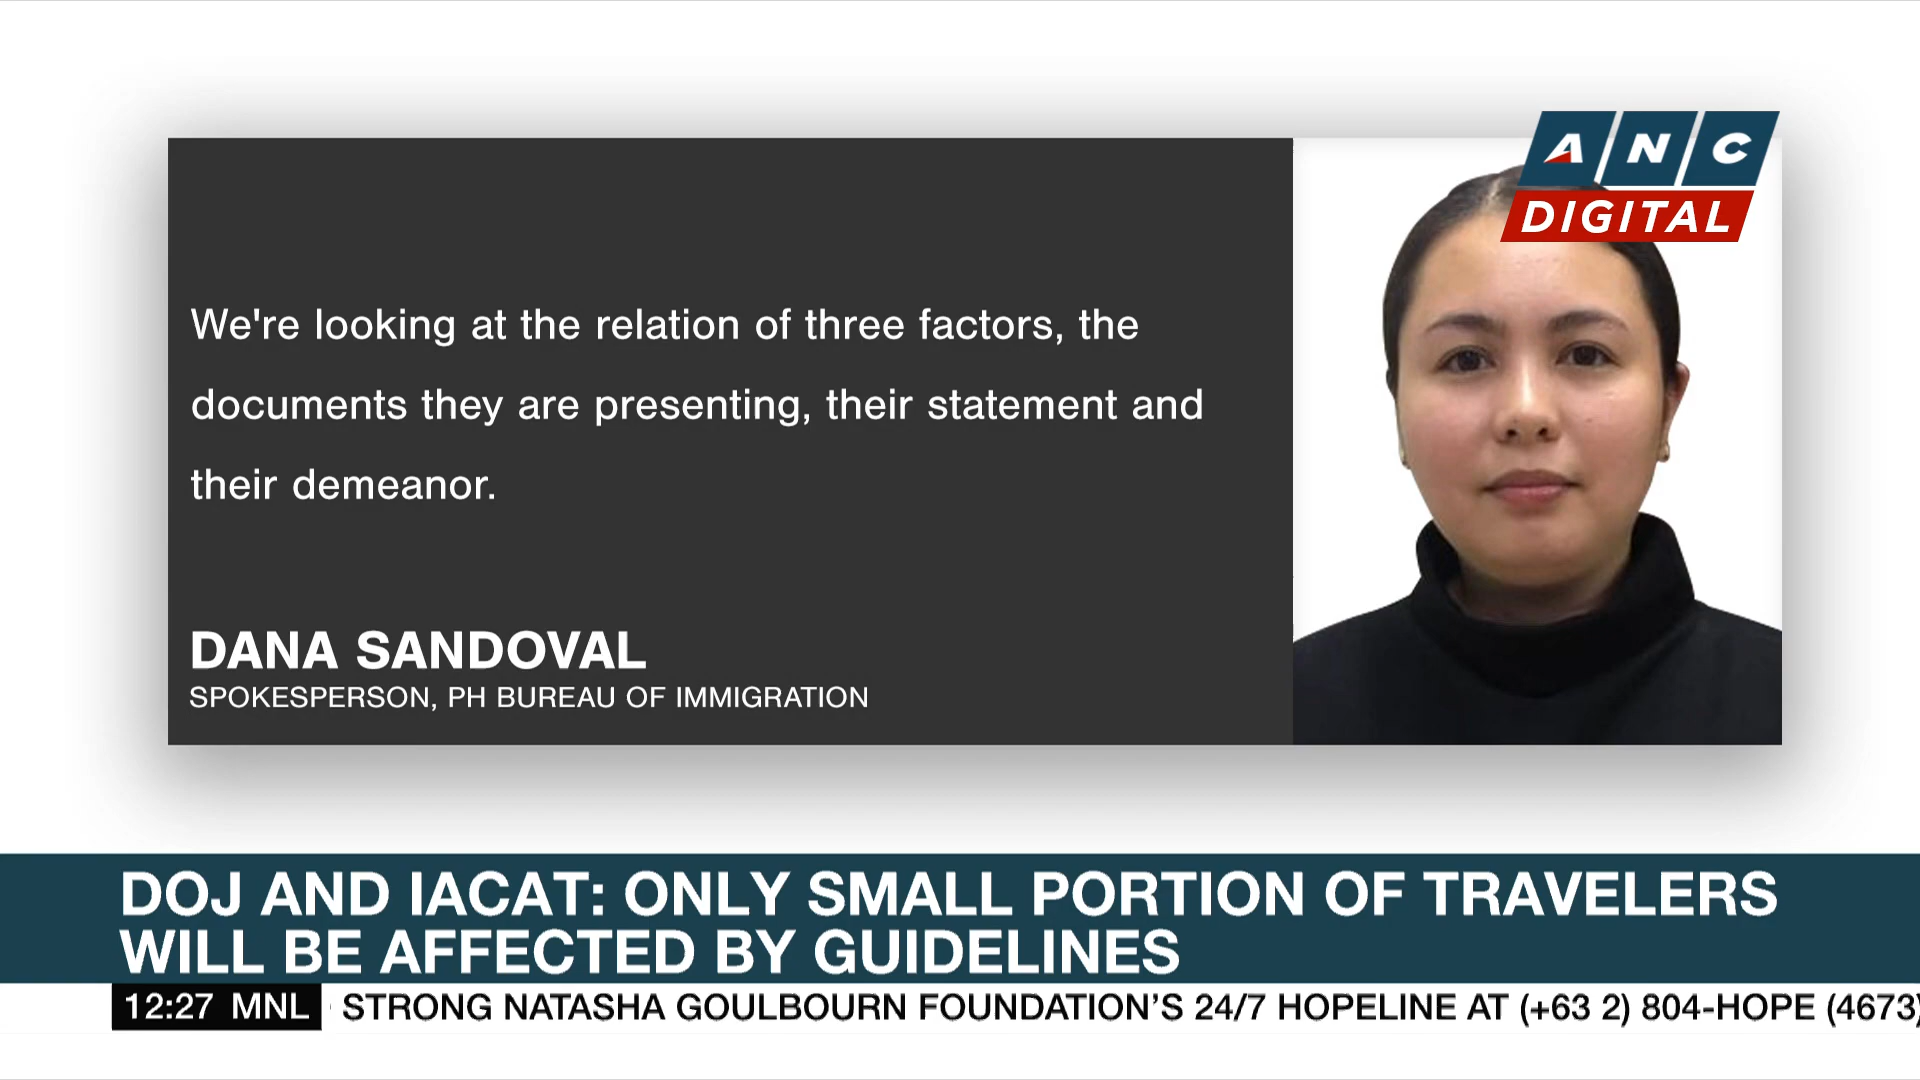 ANC
DIGITAL
We're looking at the relation of three factors, the
documents they are presenting, their statement and
their demeanor.
DANA SANDOVAL
SPOKESPERSON, PH BUREAU OF IMMIGRATION
DOJ AND IACAT: ONLY SMALL PORTION OF TRAVELERS
WILL BE AFFECTED BY GUIDELINES
12:27 MNL STRONG NATASHA GOULBOURN FOUNDATION’S 24/7 HOPELINE AT (+63 2) 804-HOPE (4673)